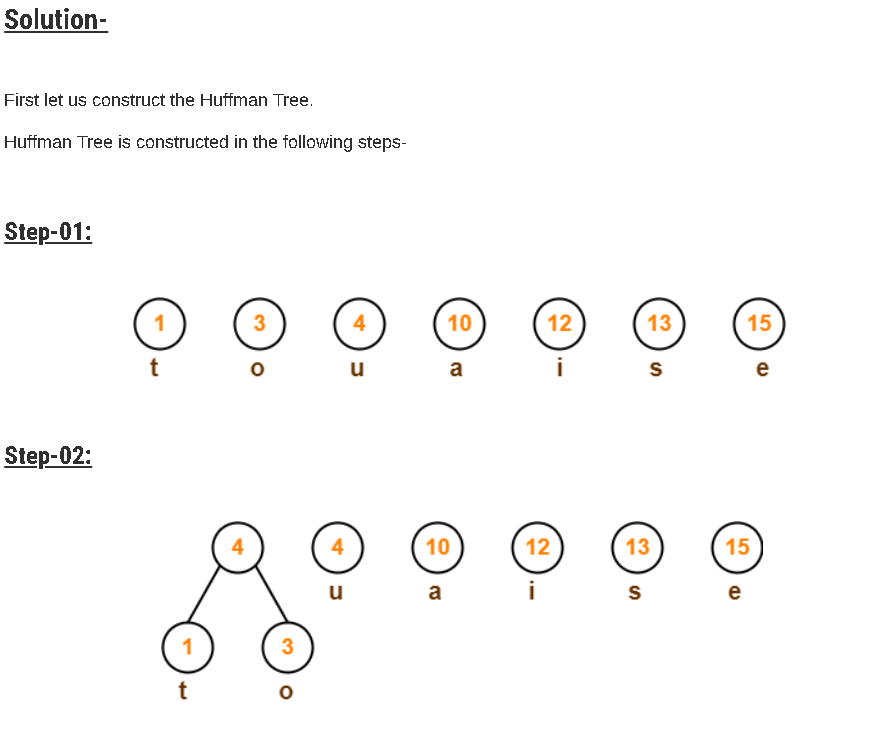 Solution-
First let us construct the Huffman Tree.
Huffman Tree is constructed in the following steps-
Step-01:
1 3 4 10 12 13 15
t o u a i s e
Step-02:
4 4 10 12 13 15
u a i s e
1 3
t o